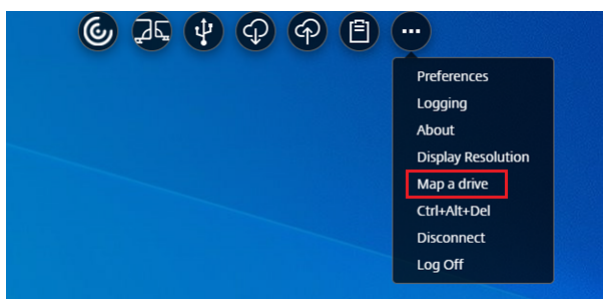 Preferences
Logging
About
Display Resolution
Map a drive
Ctrl+Alt+Del
Disconnect
Log Off